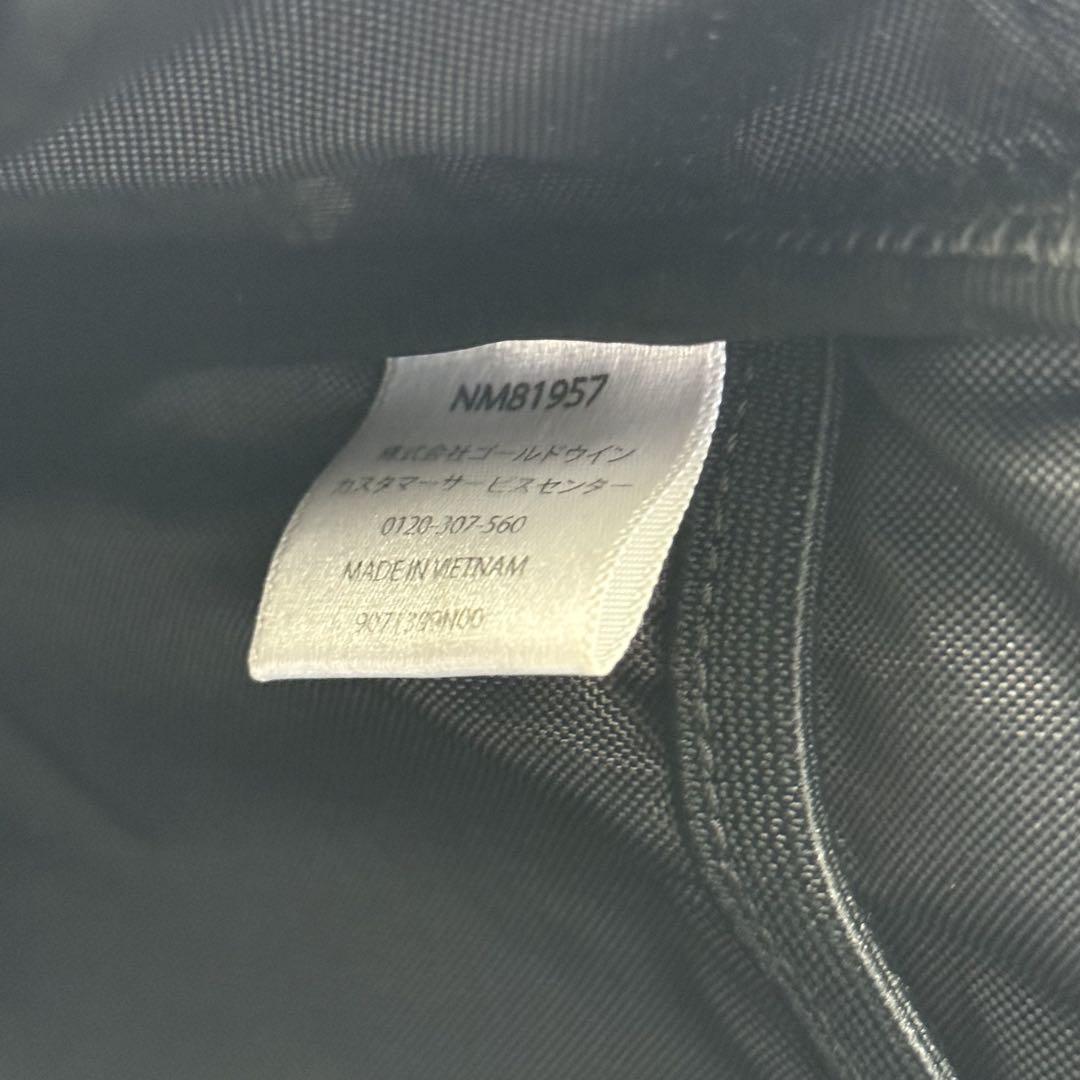 NM81957
株式会社ゴールドウイン
カスタマーサービスセンター
0120-307-560
MADE IN VIETNAM
9071399N00